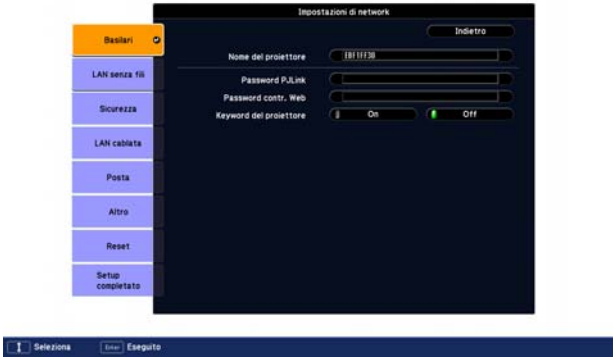 Impostazioni di network
Indietro
Basilari
Nome del proiettore EBF1FF3B
LAN senza fili
Password PJLink
Password contr. Web
Sicurezza
Keyword del proiettore On Off
LAN cablata
Posta
Altro
Reset
Setup
completato
Seleziona Enter Eseguito